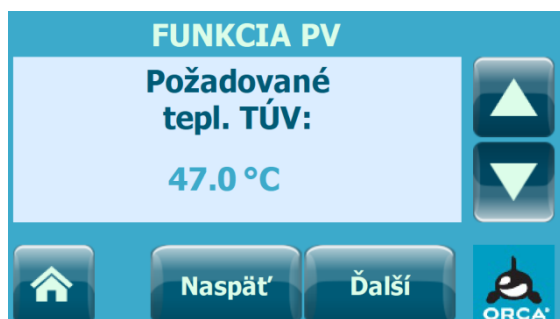 FUNKCIA PV
Požadované
tepl. TÚV:
47.0 °C
Naspäť
Ďalší
ORCA